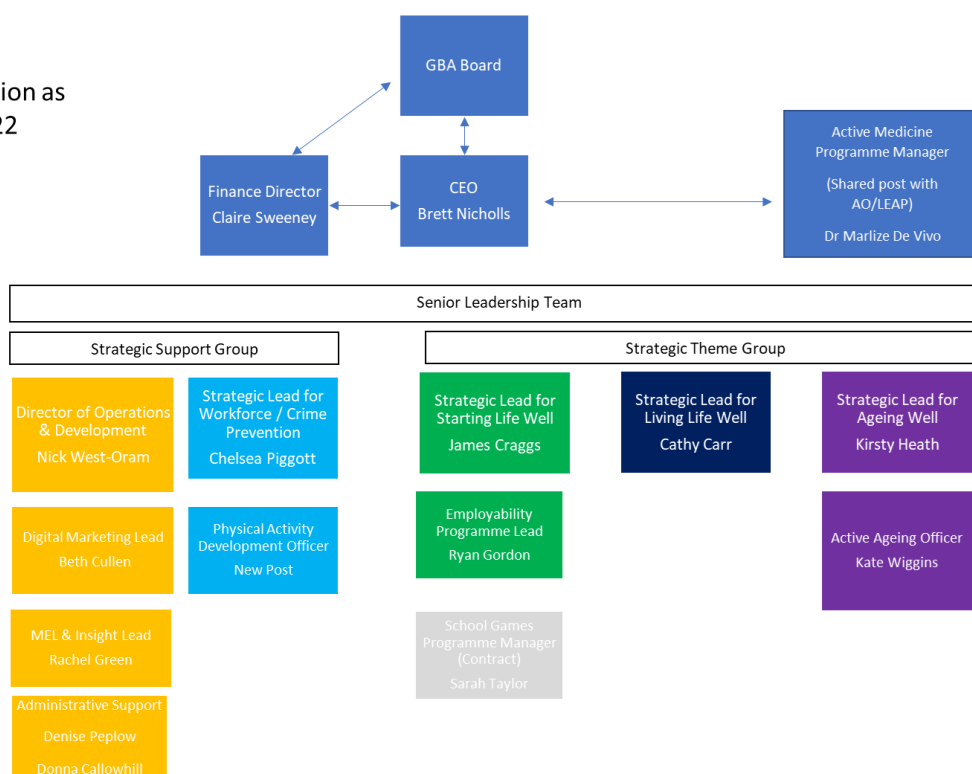 ion as
22
GBA Board
Finance Director
Claire Sweeney
CEO
Brett Nicholls
Active Medicine
Programme Manager
(Shared post with
AO/LEAP)
Dr Marlize De Vivo
Senior Leadership Team
Strategic Support Group
Strategic Theme Group
Director of Operations
& Development
Nick West-Oram
Strategic Lead for
Workforce / Crime
Prevention
Chelsea Piggott
Strategic Lead for
Starting Life Well
James Craggs
Strategic Lead for
Living Life Well
Cathy Carr
Strategic Lead for
Ageing Well
Kirsty Heath
Digital Marketing Lead
Beth Cullen
Physical Activity
Development Officer
New Post
Employability
Programme Lead
Ryan Gordon
Active Ageing Officer
Kate Wiggins
MEL & Insight Lead
Rachel Green
School Games
Programme Manager
(Contract)
Sarah Taylor
Administrative Support
Denise Peplow
Donna Callowhill